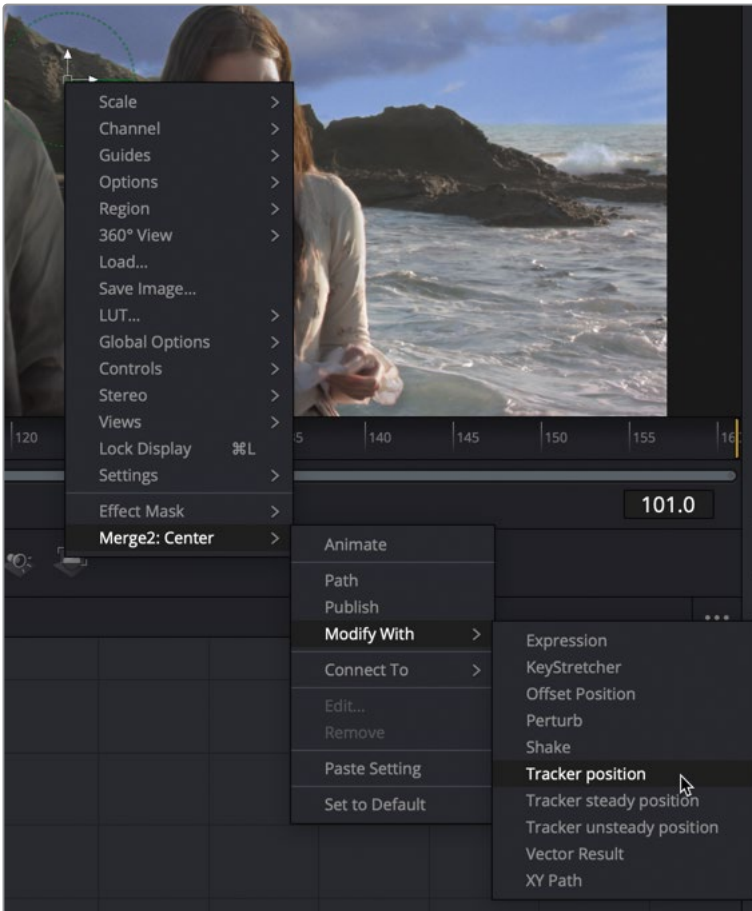 Scale
Channel
Guides
Options
Region
360° View
Load...
Save Image...
LUT...
Global Options
Controls
Stereo
Views
Lock Display ⌘L
Settings
120
140
145
150
155
101.0
Effect Mask
Merge2: Center
Animate
Path
Publish
Modify With
Connect To
Edit...
Remove
Paste Setting
Set to Default
Expression
KeyStretcher
Offset Position
Perturb
Shake
Tracker position
Tracker steady position
Tracker unsteady position
Vector Result
XY Path